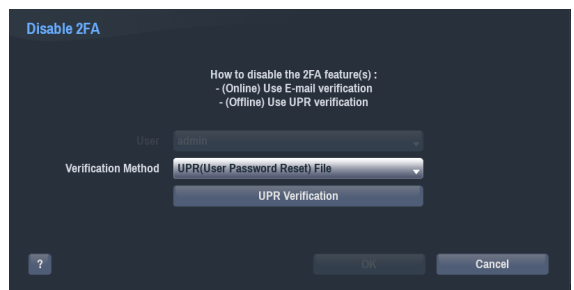 Disable 2FA
How to disable the 2FA feature(s) :
- (Online) Use E-mail verification
- (Offline) Use UPR verification
User admin
Verification Method UPR(User Password Reset) File
UPR Verification
? OK Cancel